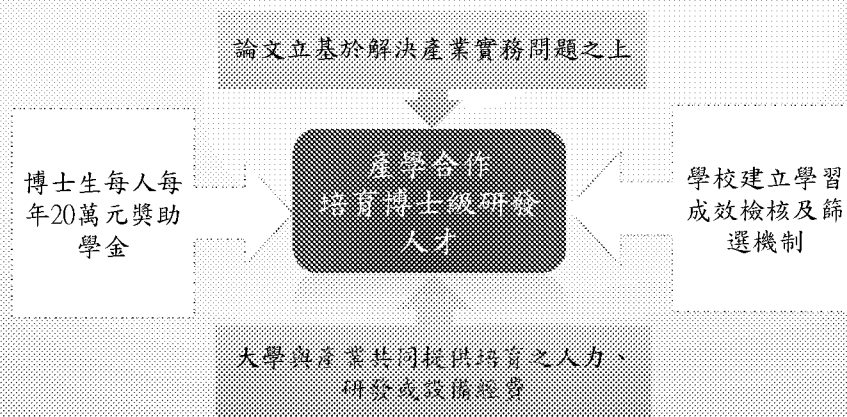 論文立基於解決產業實務問題之上
博士生每人每
年20萬元獎助
學金
產學合作
培育博士級研發
人才
學校建立學習
成效檢核及篩
選機制
大學與產業共同提供培育之人力、
研發或設備經費